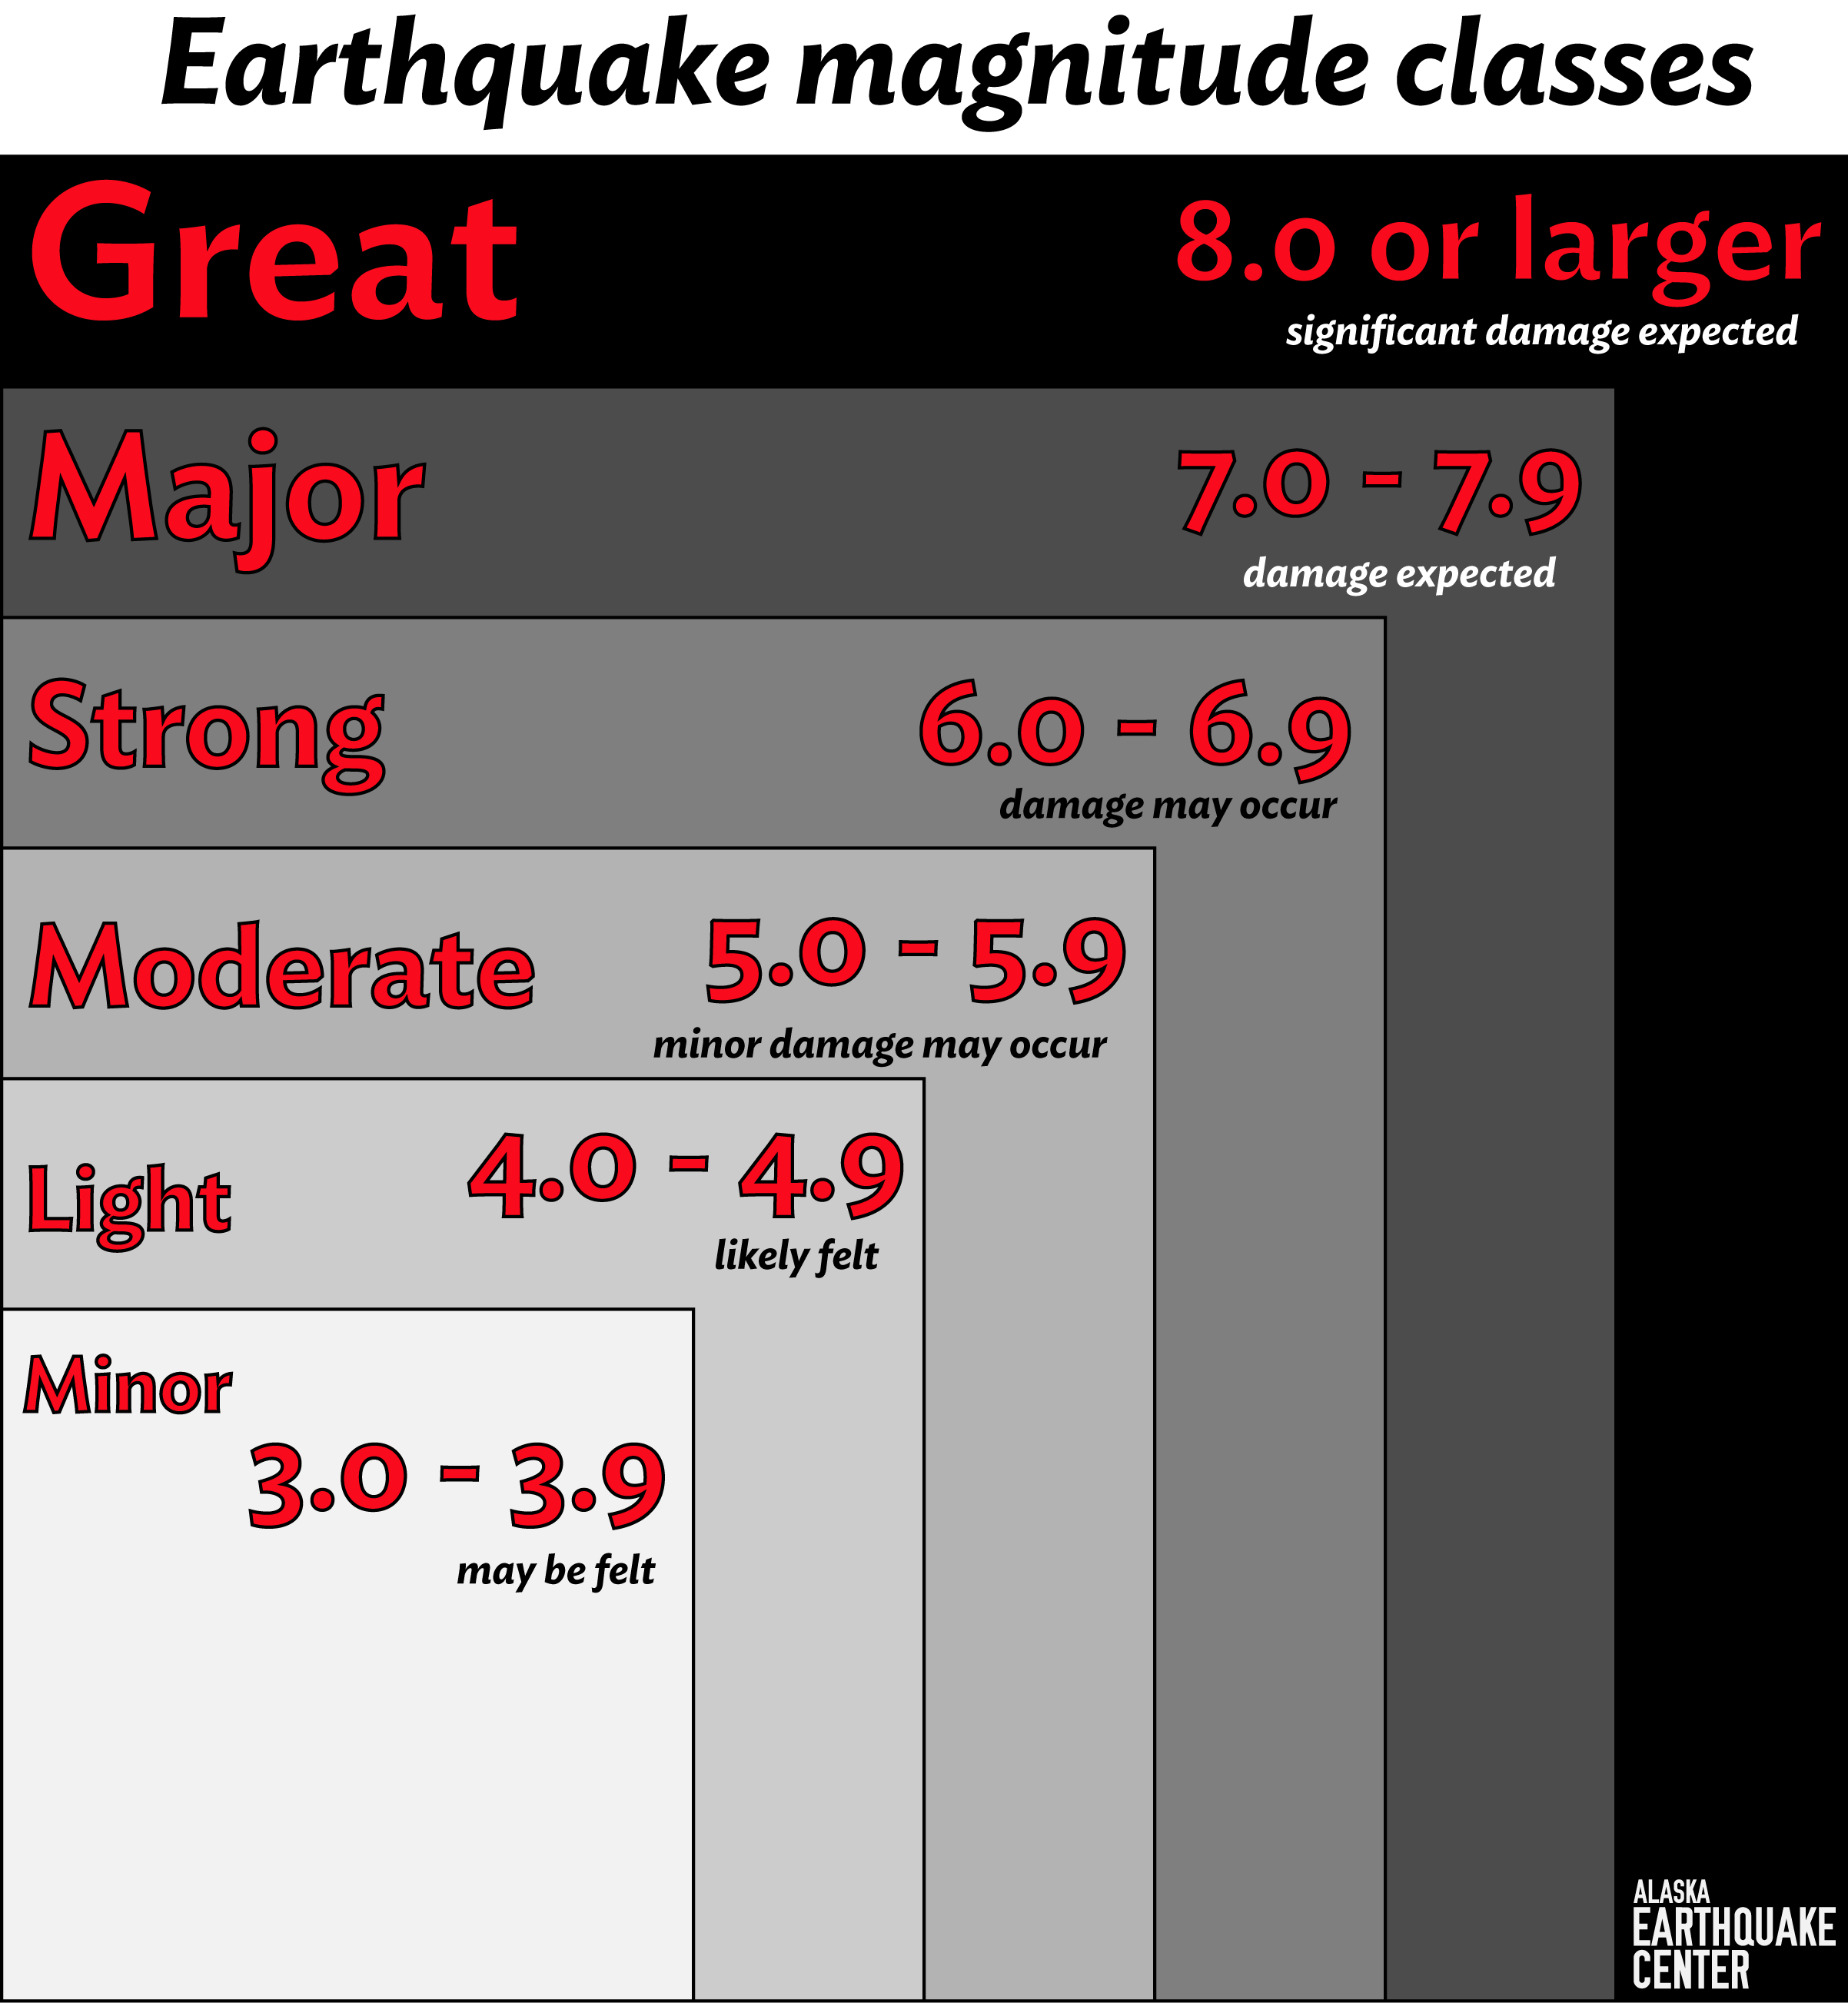 Earthquake magnitude classes
Great
8.0 or larger
significant damage expected
Major
7.0 - 7.9
damage expected
Strong
6.0 - 6.9
damage may occur
Moderate
5.0 - 5.9
minor damage may occur
Light
4.0 - 4.9
likely felt
Minor
3.0 - 3.9
may be felt
ALASKA
EARTHQUAKE
CENTER